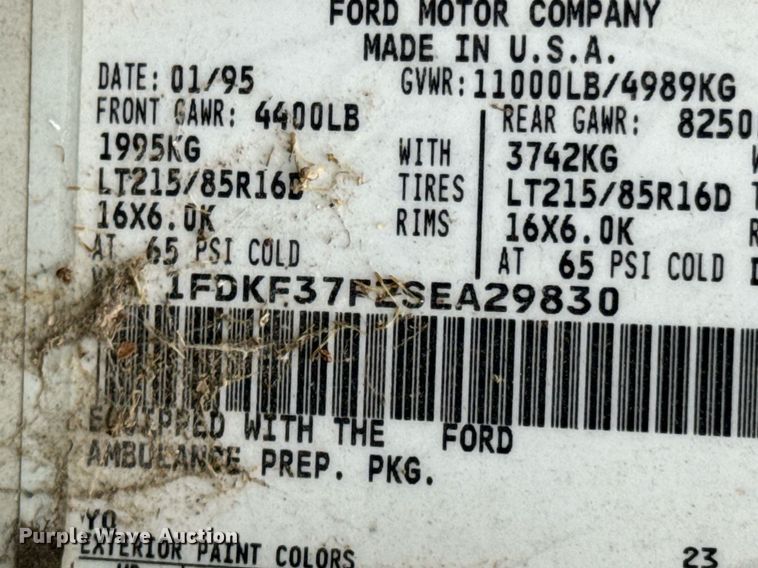 FORD MOTOR COMPANY
MADE IN U.S.A.
DATE: 01/95 GVWR: 11000LB/4989KG
FRONT GAWR: 4400LB REAR GAWR: 8250
1995KG WITH 3742KG
LT215/85R16D TIRES LT215/85R16D
16X6.0K RIMS 16X6.0K
AT 65 PSI COLD AT 65 PSI COLD
EQUIPPED WITH THE FORD
AMBULANCE PREP. PKG.
YO
EXTERIOR PAINT COLORS 23
Purple Wave Auction